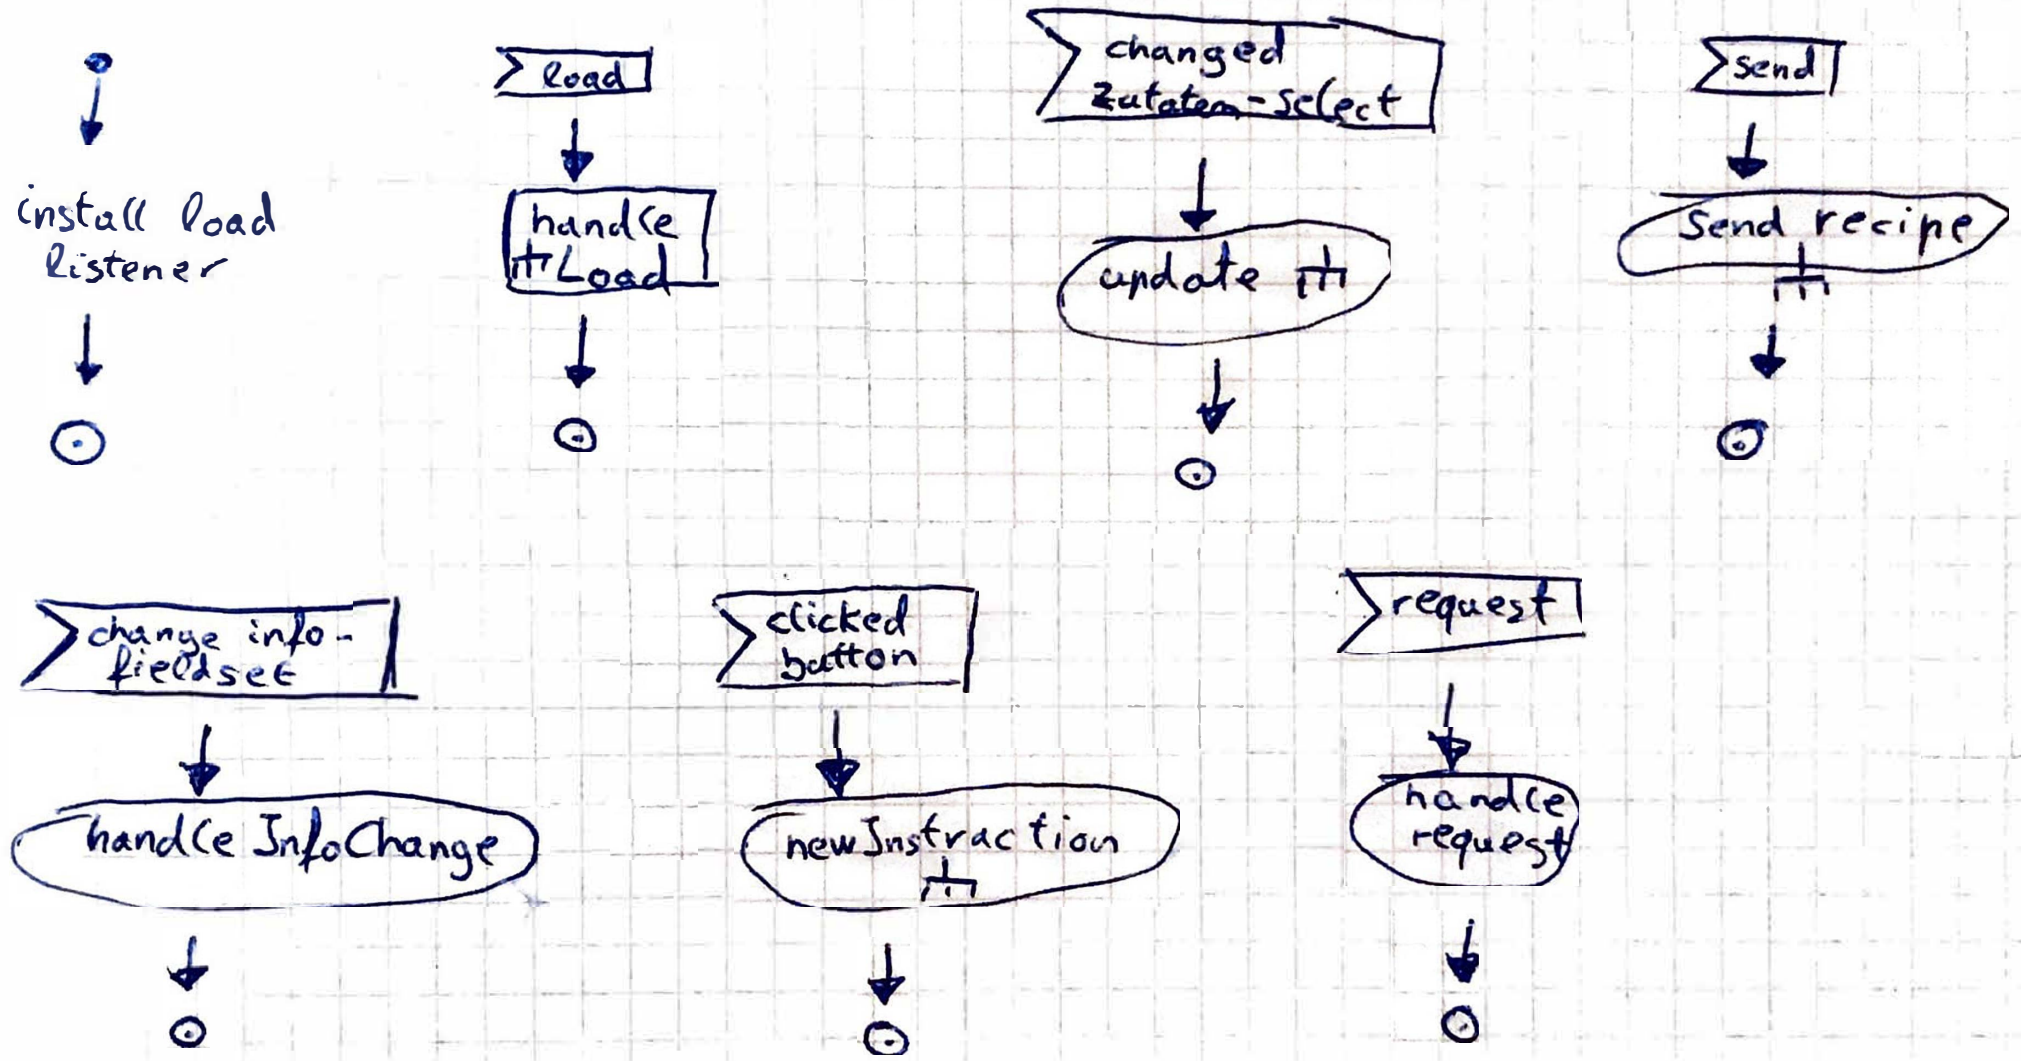 install load
listener
load
handle
Load
changed
Zutaten-select
update
send
send recipe
change info-
fieldset
handle InfoChange
clicked
button
newInstraction
request
handle
request